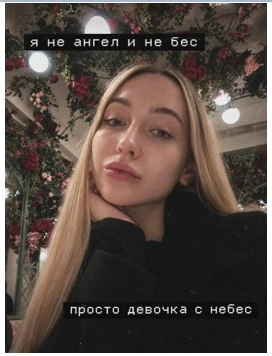 я не ангел и не бес
просто девочка с небес